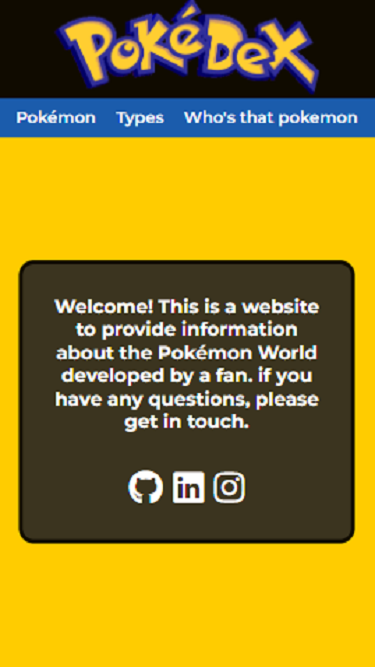 PoKéDeX
Pokémon Types Who's that pokemon
Welcome! This is a website
to provide information
about the Pokémon World
developed by a fan. if you
have any questions, please
get in touch.
in